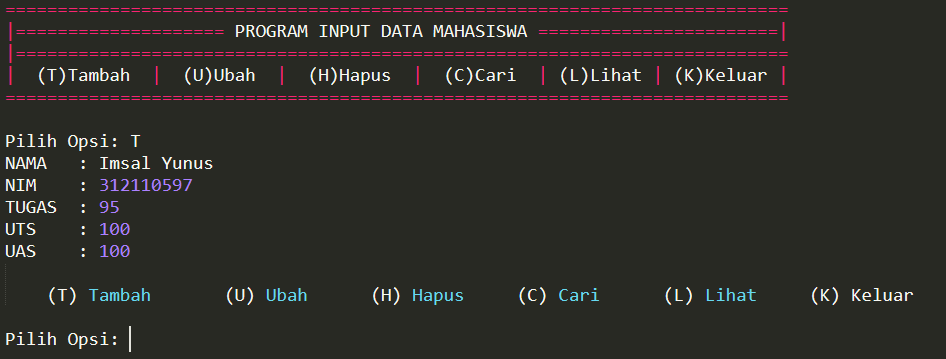 ===========================================================================
|==================== PROGRAM INPUT DATA MAHASISWA =======================|
|==========================================================================
|  (T)Tambah  |  (U)Ubah  |  (H)Hapus  |  (C)Cari  | (L)Lihat | (K)Keluar |
===========================================================================
Pilih Opsi: T
NAMA   : Imsal Yunus
NIM    : 312110597
TUGAS  : 95
UTS    : 100
UAS    : 100
(T) Tambah       (U) Ubah      (H) Hapus     (C) Cari      (L) Lihat     (K) Keluar
Pilih Opsi: